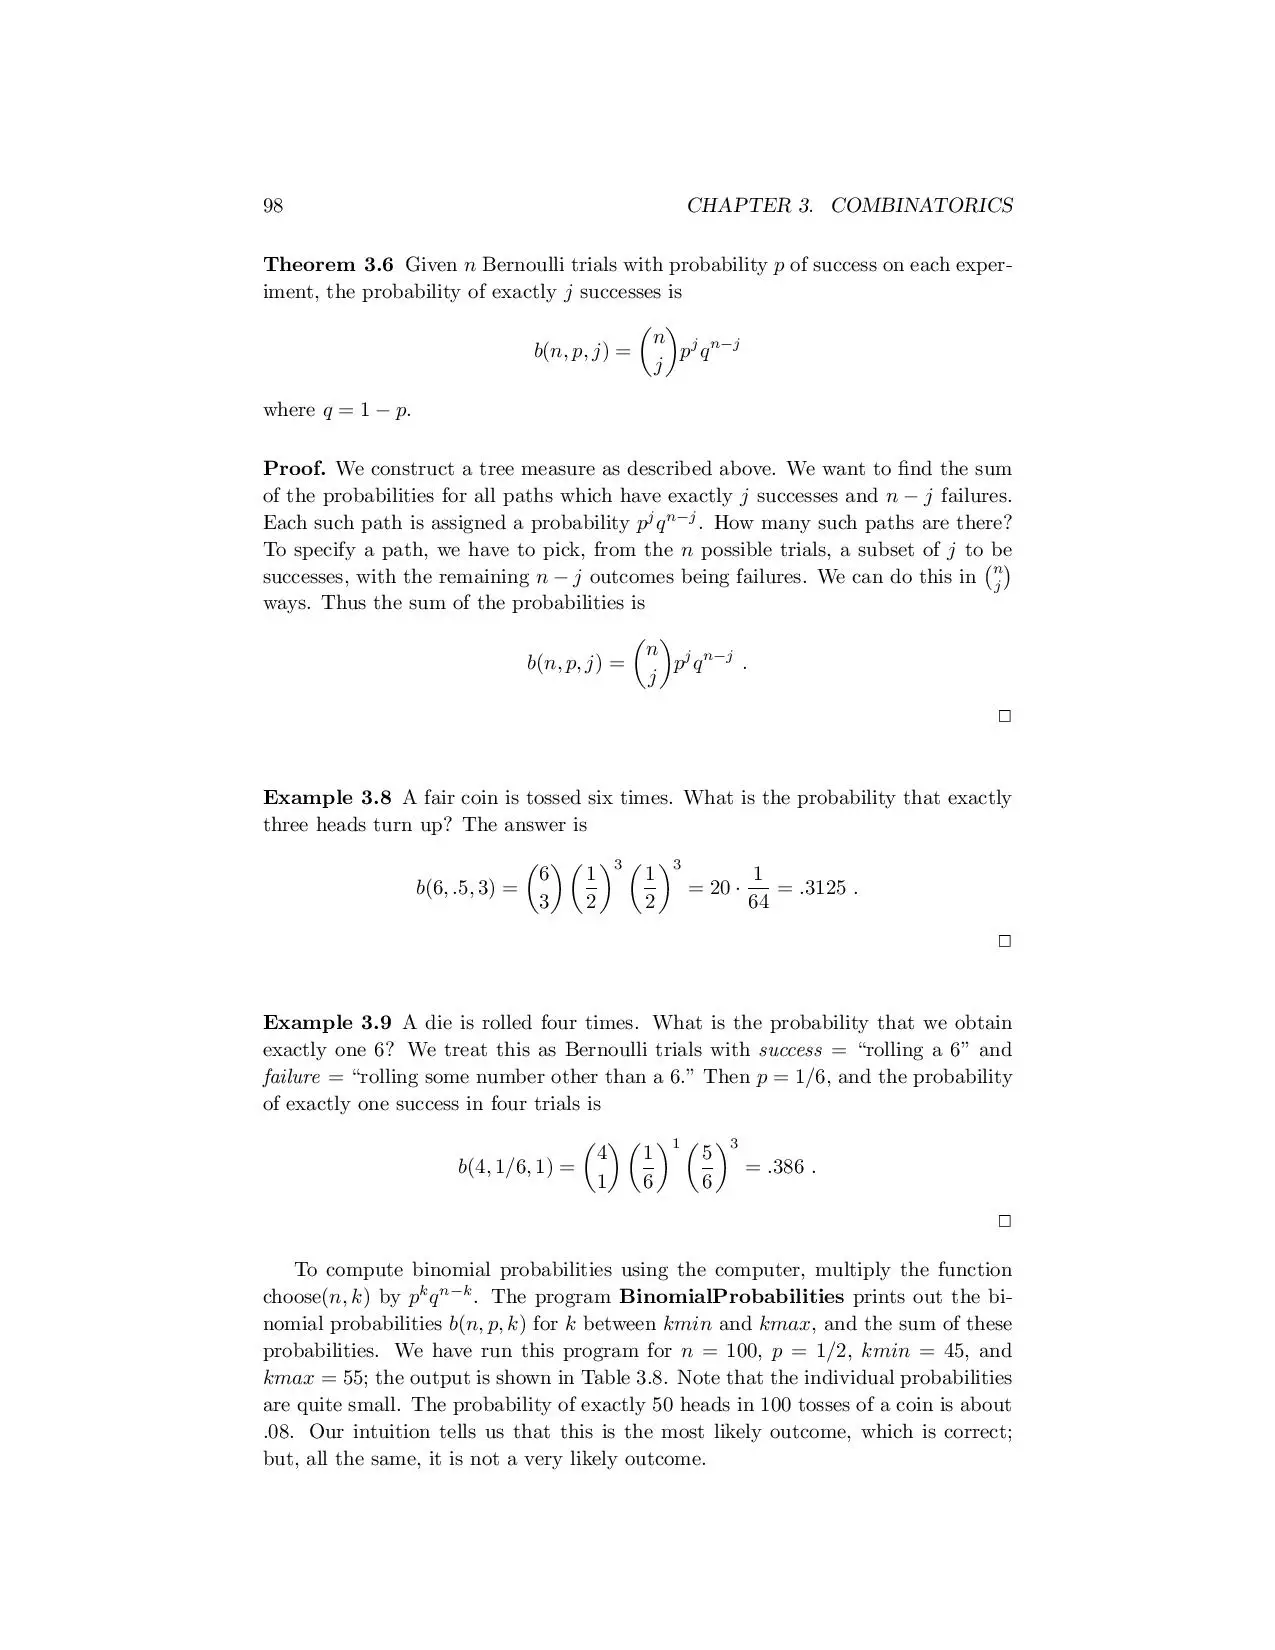 98 CHAPTER 3. COMBINATORICS
Theorem 3.6 Given n Bernoulli trials with probability p of success on each exper-
iment, the probability of exactly j successes is
b(n, p, j) = \binom{n}{j} p^j q^{n−j}
where q = 1 − p.
Proof. We construct a tree measure as described above. We want to find the sum
of the probabilities for all paths which have exactly j successes and n − j failures.
Each such path is assigned a probability p^j q^{n−j}. How many such paths are there?
To specify a path, we have to pick, from the n possible trials, a subset of j to be
successes, with the remaining n − j outcomes being failures. We can do this in \binom{n}{j}
ways. Thus the sum of the probabilities is
b(n, p, j) = \binom{n}{j} p^j q^{n−j} .
□
Example 3.8 A fair coin is tossed six times. What is the probability that exactly
three heads turn up? The answer is
b(6, .5, 3) = \binom{6}{3} (\frac{1}{2})^3 (\frac{1}{2})^3 = 20 · \frac{1}{64} = .3125 .
□
Example 3.9 A die is rolled four times. What is the probability that we obtain
exactly one 6? We treat this as Bernoulli trials with success = “rolling a 6” and
failure = “rolling some number other than a 6.” Then p = 1/6, and the probability
of exactly one success in four trials is
b(4, 1/6, 1) = \binom{4}{1} (\frac{1}{6})^1 (\frac{5}{6})^3 = .386 .
□
To compute binomial probabilities using the computer, multiply the function
choose(n, k) by p^k q^{n−k}. The program BinomialProbabilities prints out the bi-
nomial probabilities b(n, p, k) for k between kmin and kmax, and the sum of these
probabilities. We have run this program for n = 100, p = 1/2, kmin = 45, and
kmax = 55; the output is shown in Table 3.8. Note that the individual probabilities
are quite small. The probability of exactly 50 heads in 100 tosses of a coin is about
.08. Our intuition tells us that this is the most likely outcome, which is correct;
but, all the same, it is not a very likely outcome.